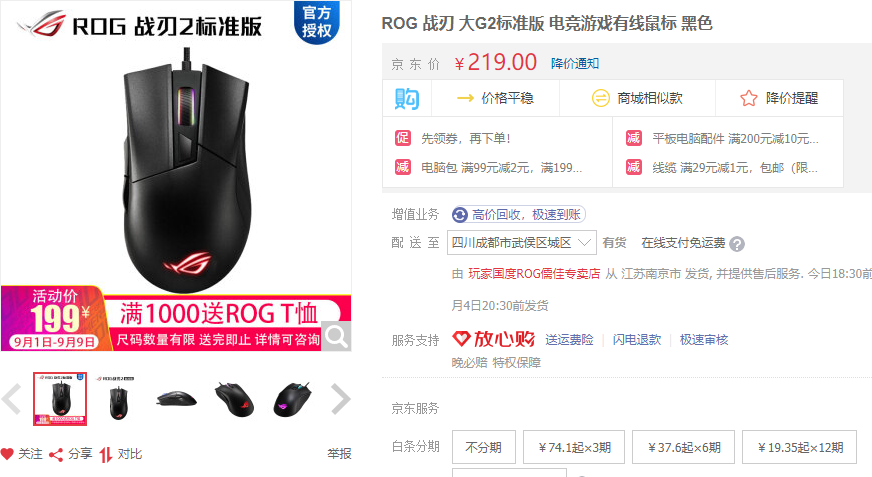 ROG 战刃2标准版
官方
授权
活动价
199¥
9月1日-9月9日
满1000送ROG T恤
尺码数量有限 送完即止 详情可咨询
关注
分享
对比
举报
ROG 战刃 大G2标准版 电竞游戏有线鼠标 黑色
京 东 价 ￥219.00 降价通知
购 价格平稳 商城相似款 降价提醒
促 先领券，再下单！
减 平板电脑配件 满200元减10元...
减 电脑包 满99元减2元，满199...
减 线缆 满29元减1元，包邮（限...
增值业务 高价回收，极速到账
配 送 至 四川成都市武侯区城区 有货 在线支付免运费 ?
由 玩家国度ROG儒佳专卖店 从 江苏南京市 发货, 并提供售后服务. 今日18:30前
月4日20:30前发货
服务支持 放心购 送运费险 闪电退款 极速审核
晚必赔 特权保障
京东服务
白条分期 不分期 ￥74.1起×3期 ￥37.6起×6期 ￥19.35起×12期